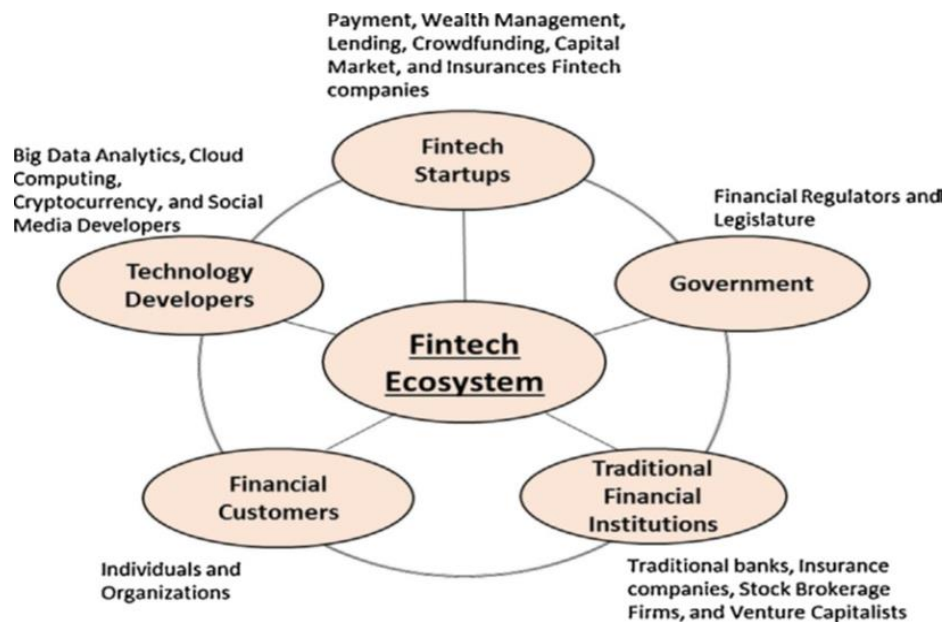 Payment, Wealth Management,
Lending, Crowdfunding, Capital
Market, and Insurances Fintech
companies
Fintech
Startups
Big Data Analytics, Cloud
Computing,
Cryptocurrency, and Social
Media Developers
Technology
Developers
Financial Regulators and
Legislature
Government
Fintech
Ecosystem
Financial
Customers
Individuals and
Organizations
Traditional
Financial
Institutions
Traditional banks, Insurance
companies, Stock Brokerage
Firms, and Venture Capitalists